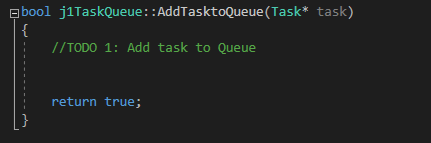 bool j1TaskQueue::AddTasktoQueue(Task* task)
{
//TODO 1: Add task to Queue
return true;
}